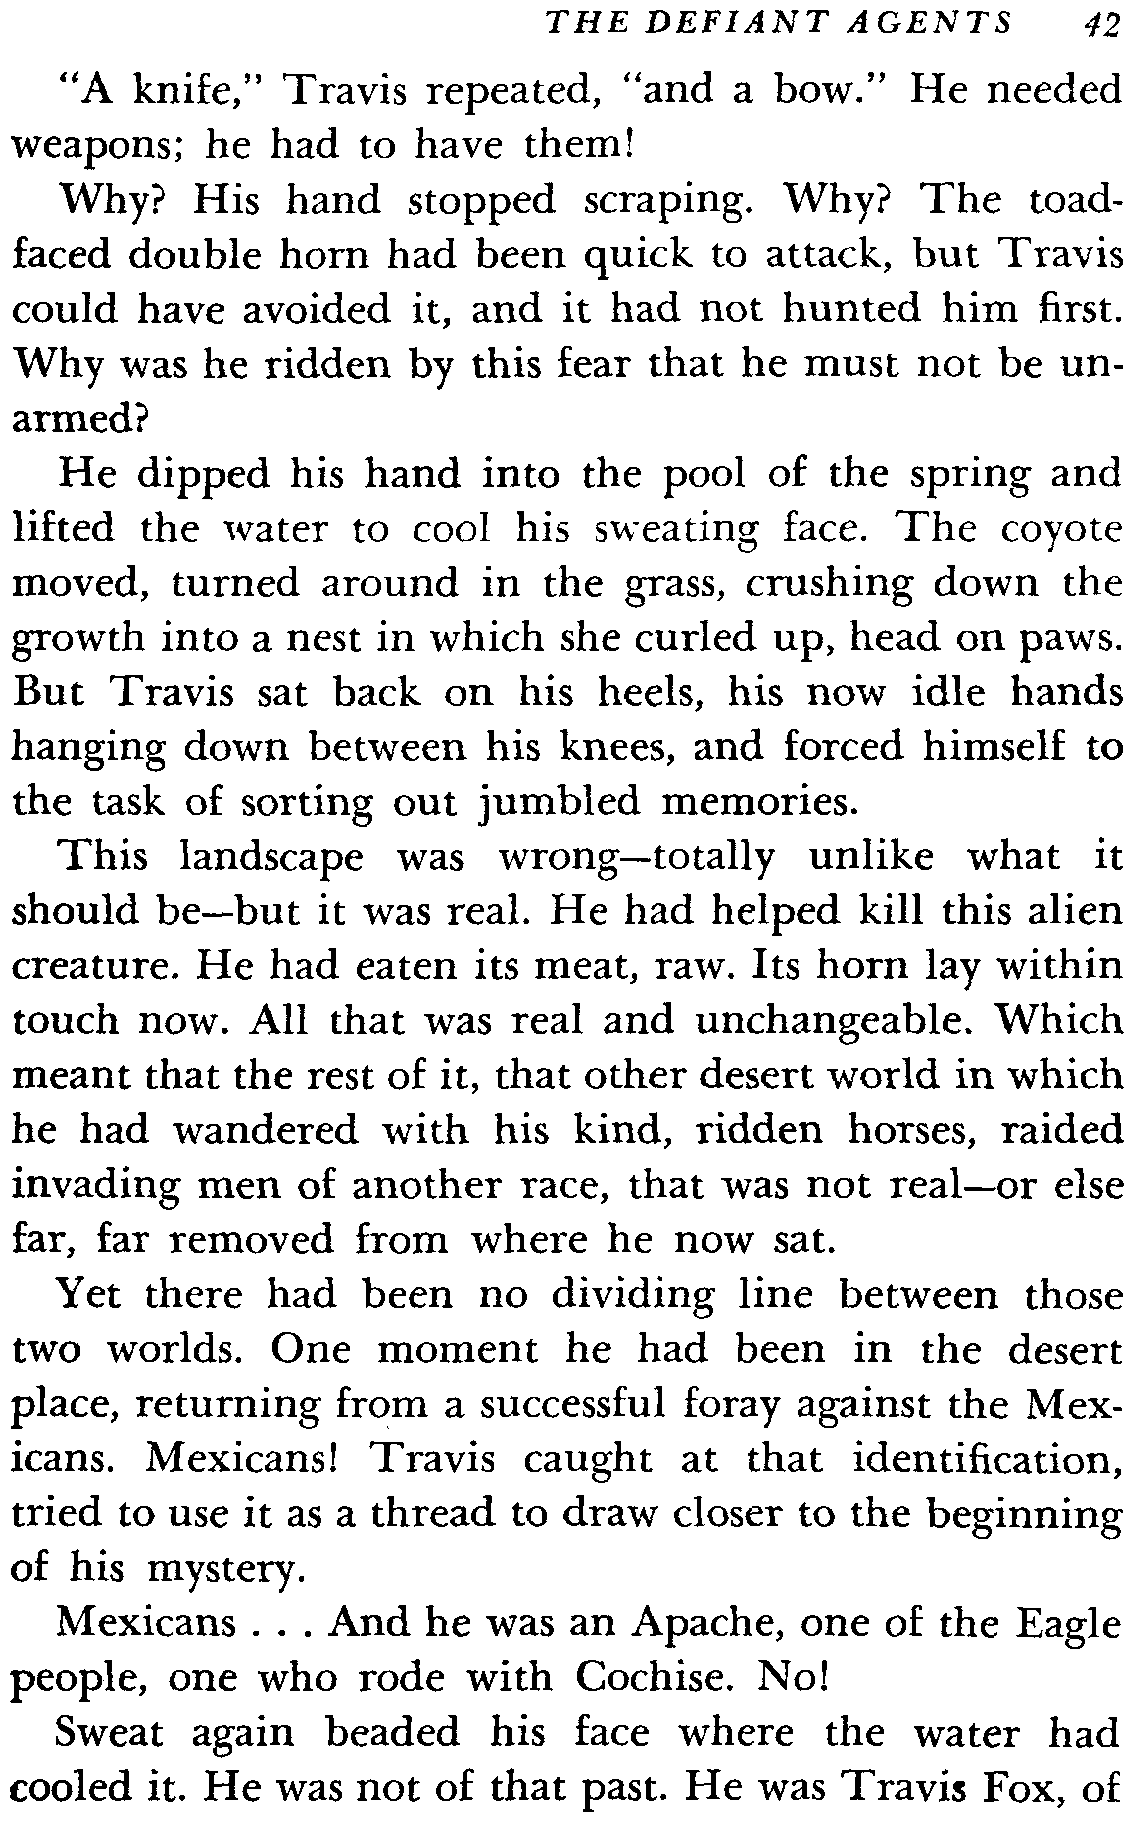 THE DEFIANT AGENTS 42
“A knife,” Travis repeated, “and a bow.” He needed
weapons; he had to have them!
Why? His hand stopped scraping. Why? The toad-
faced double horn had been quick to attack, but Travis
could have avoided it, and it had not hunted him first.
Why was he ridden by this fear that he must not be un-
armed?
He dipped his hand into the pool of the spring and
lifted the water to cool his sweating face. The coyote
moved, turned around in the grass, crushing down the
growth into a nest in which she curled up, head on paws.
But Travis sat back on his heels, his now idle hands
hanging down between his knees, and forced himself to
the task of sorting out jumbled memories.
This landscape was wrong—totally unlike what it
should be—but it was real. He had helped kill this alien
creature. He had eaten its meat, raw. Its horn lay within
touch now. All that was real and unchangeable. Which
meant that the rest of it, that other desert world in which
he had wandered with his kind, ridden horses, raided
invading men of another race, that was not real—or else
far, far removed from where he now sat.
Yet there had been no dividing line between those
two worlds. One moment he had been in the desert
place, returning from a successful foray against the Mex-
icans. Mexicans! Travis caught at that identification,
tried to use it as a thread to draw closer to the beginning
of his mystery.
Mexicans . . . And he was an Apache, one of the Eagle
people, one who rode with Cochise. No!
Sweat again beaded his face where the water had
cooled it. He was not of that past. He was Travis Fox, of